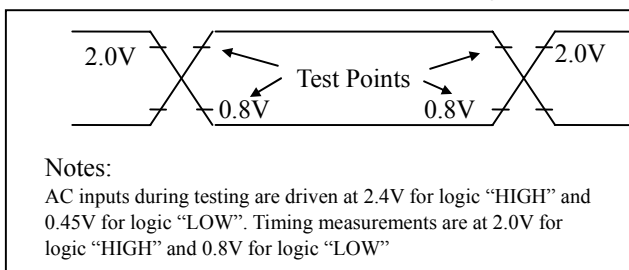 2.0V
2.0V
Test Points
0.8V
0.8V
Notes:
AC inputs during testing are driven at 2.4V for logic “HIGH” and
0.45V for logic “LOW”. Timing measurements are at 2.0V for
logic “HIGH” and 0.8V for logic “LOW”